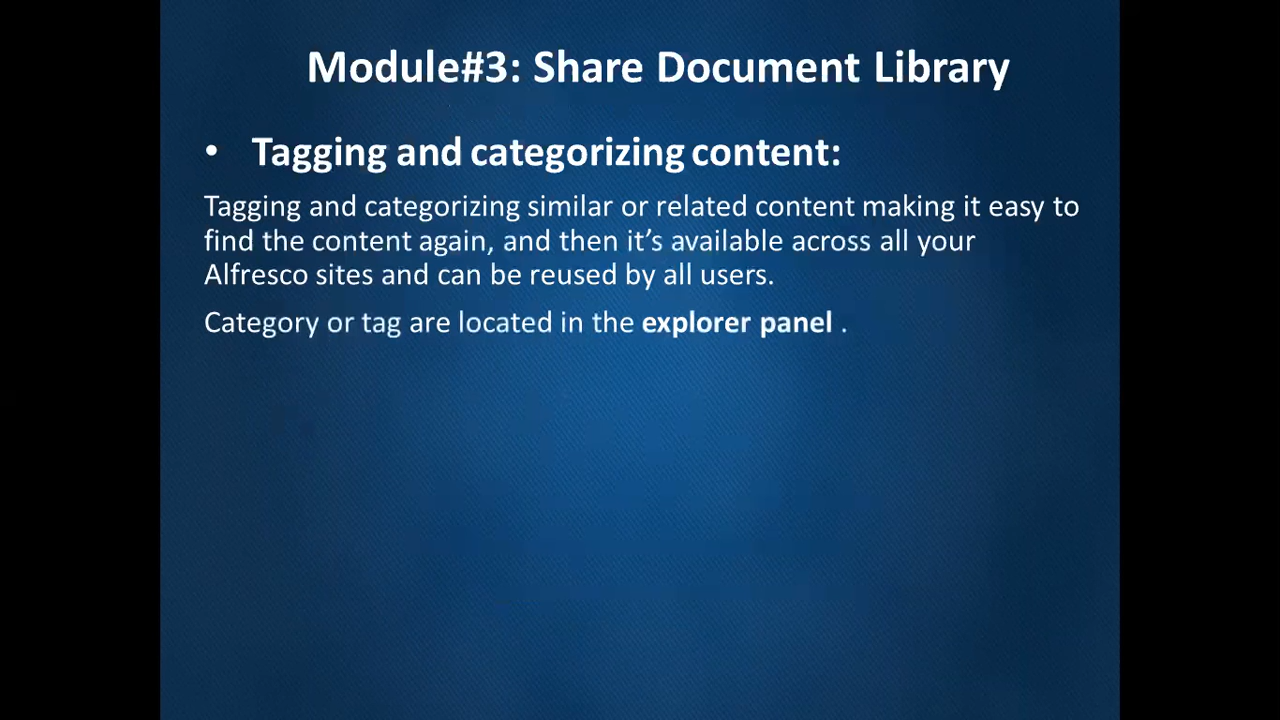 Module#3: Share Document Library
• Tagging and categorizing content:
Tagging and categorizing similar or related content making it easy to
find the content again, and then it’s available across all your
Alfresco sites and can be reused by all users.
Category or tag are located in the explorer panel .